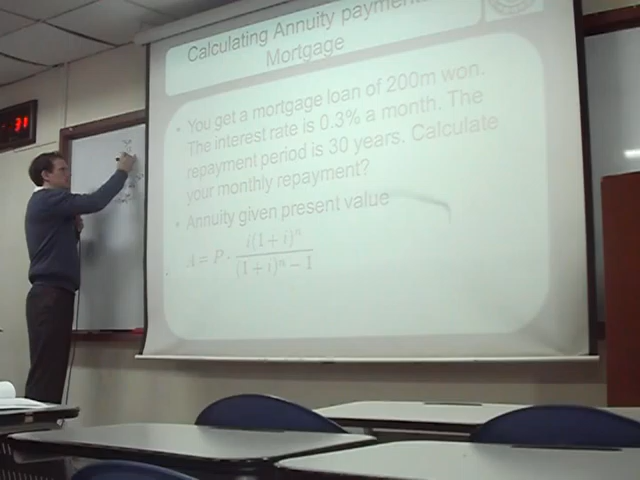 Calculating Annuity payment
Mortgage
• You get a mortgage loan of 200m won.
The interest rate is 0.3% a month. The
repayment period is 30 years. Calculate
your monthly repayment?
• Annuity given present value
A = P · i(1 + i)^n / (1 + i)^n − 1